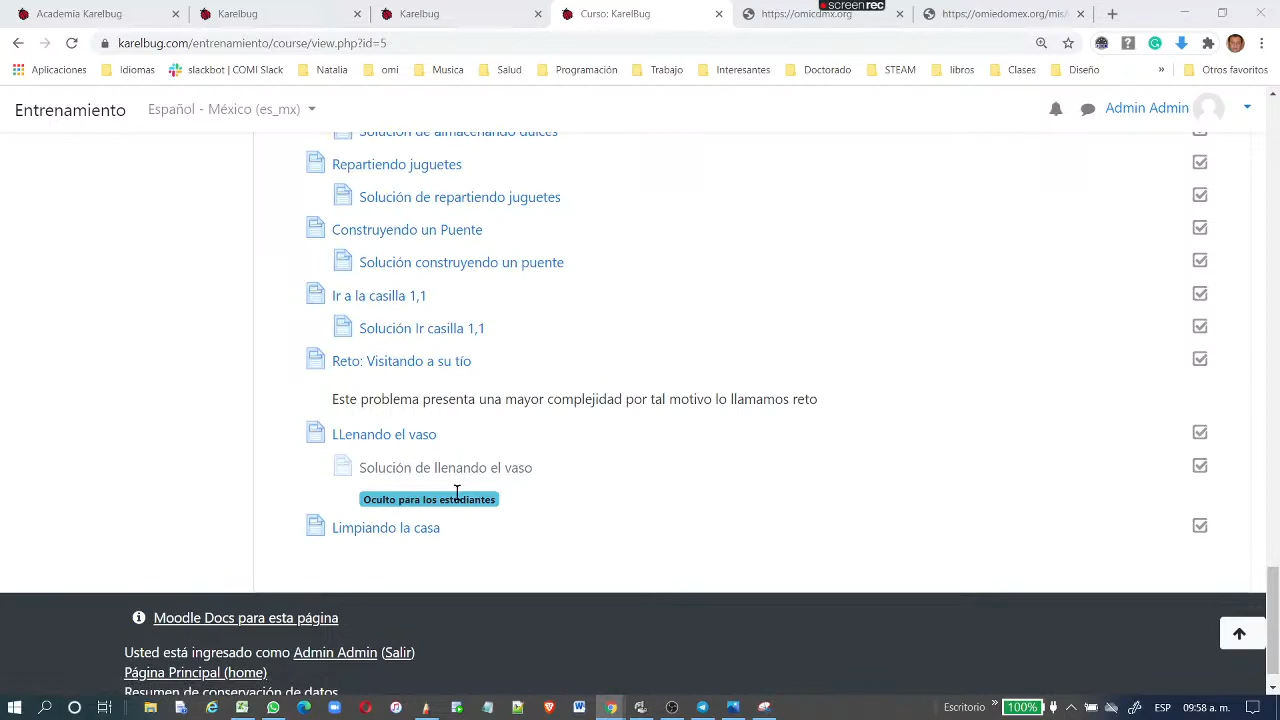 screenrec
Academia Karelbug
Karelbug
Karelbug
Curso: KarelBug
https://omicdmx.org
https://omiedomex.org/mis
karelbug.com/entrenamiento/course/view.php?id=5
Aplicaciones
Idiomas
slackbot | COMI Slack
Natalia
omi
Musica
Salud
Programación
Trabajo
Interesantes
Doctorado
STEAM
libros
Clases
Diseño
»
Otros favoritos
Entrenamiento
Español - México (es_mx)
Admin Admin
Solución de almacenando dulces
Repartiendo juguetes
Solución de repartiendo juguetes
Construyendo un Puente
Solución construyendo un puente
Ir a la casilla 1,1
Solución Ir casilla 1,1
Reto: Visitando a su tío
Este problema presenta una mayor complejidad por tal motivo lo llamamos reto
LLenando el vaso
Solución de llenando el vaso
Oculto para los estudiantes
Limpiando la casa
Moodle Docs para esta página
Usted está ingresado como Admin Admin (Salir)
Página Principal (home)
Resumen de conservación de datos
Escritorio
»
100%
ESP
09:58 a. m.